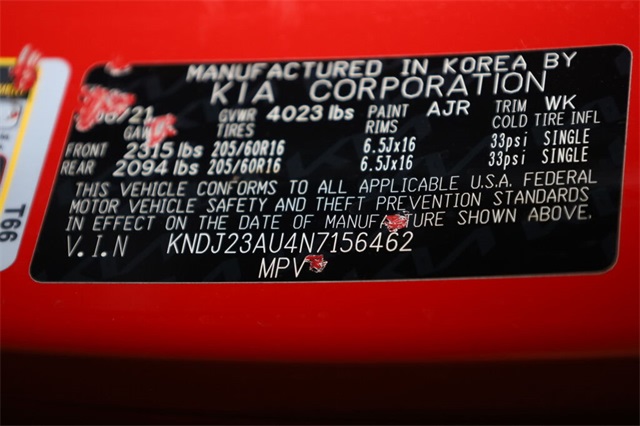 MANUFACTURED IN KOREA BY
KIA CORPORATION
/21 GVWR 4023 lbs PAINT AJR TRIM WK
TIRES RIMS COLD TIRE INFL
FRONT 2315 lbs 205/60R16 6.5Jx16 33psi SINGLE
REAR 2094 lbs 205/60R16 6.5Jx16 33psi SINGLE
THIS VEHICLE CONFORMS TO ALL APPLICABLE U.S.A. FEDERAL
MOTOR VEHICLE SAFETY AND THEFT PREVENTION STANDARDS
IN EFFECT ON THE DATE OF MANUFACTURE SHOWN ABOVE.
V.I.N KNDJ23AU4N7156462
MPV
T66